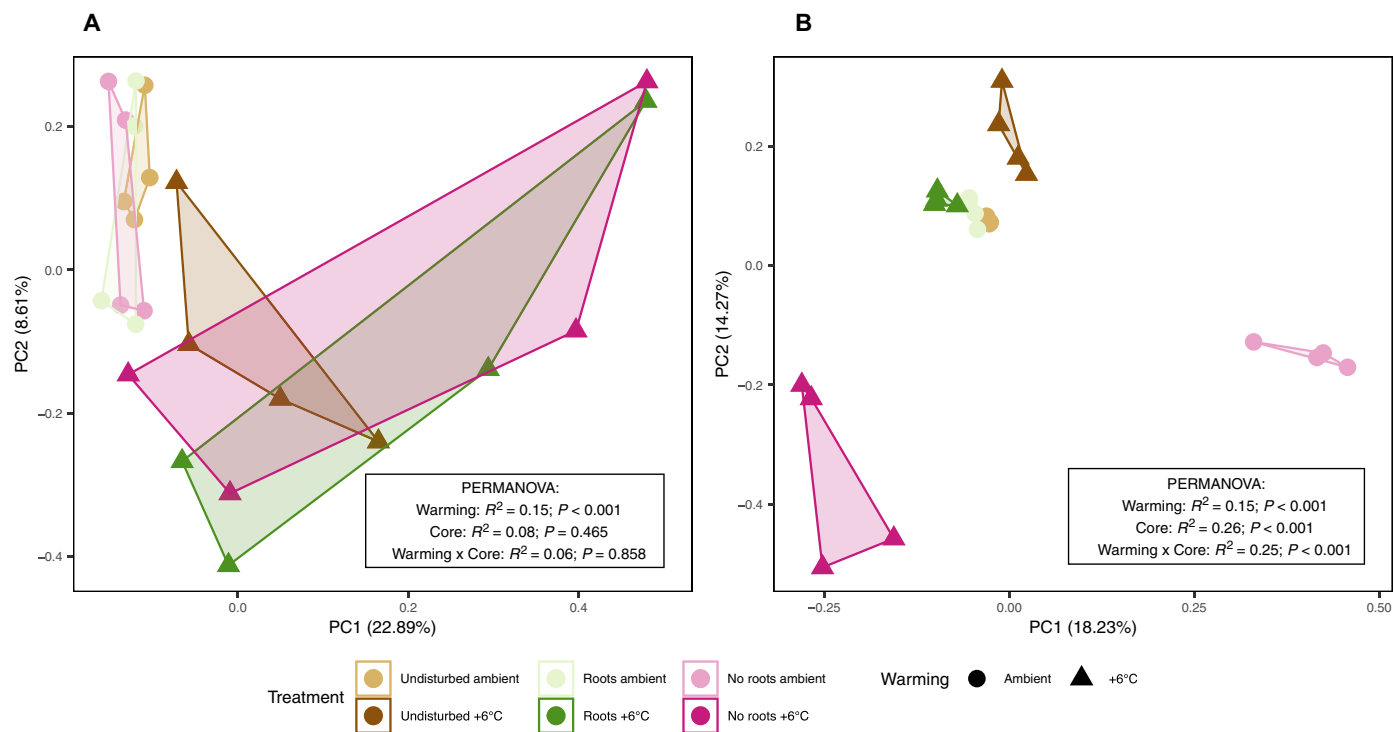 A
B
PC2 (8.61%)
0.2
0.0
−0.2
−0.4
0.0
0.2
0.4
PC1 (22.89%)
PERMANOVA:
Warming: R² = 0.15; P < 0.001
Core: R² = 0.08; P = 0.465
Warming x Core: R² = 0.06; P = 0.858
PC2 (14.27%)
0.2
0.0
−0.2
−0.4
−0.25
0.00
0.25
0.50
PC1 (18.23%)
PERMANOVA:
Warming: R² = 0.15; P < 0.001
Core: R² = 0.26; P < 0.001
Warming x Core: R² = 0.25; P < 0.001
Treatment
Undisturbed ambient
Roots ambient
No roots ambient
Undisturbed +6°C
Roots +6°C
No roots +6°C
Warming
Ambient
+6°C